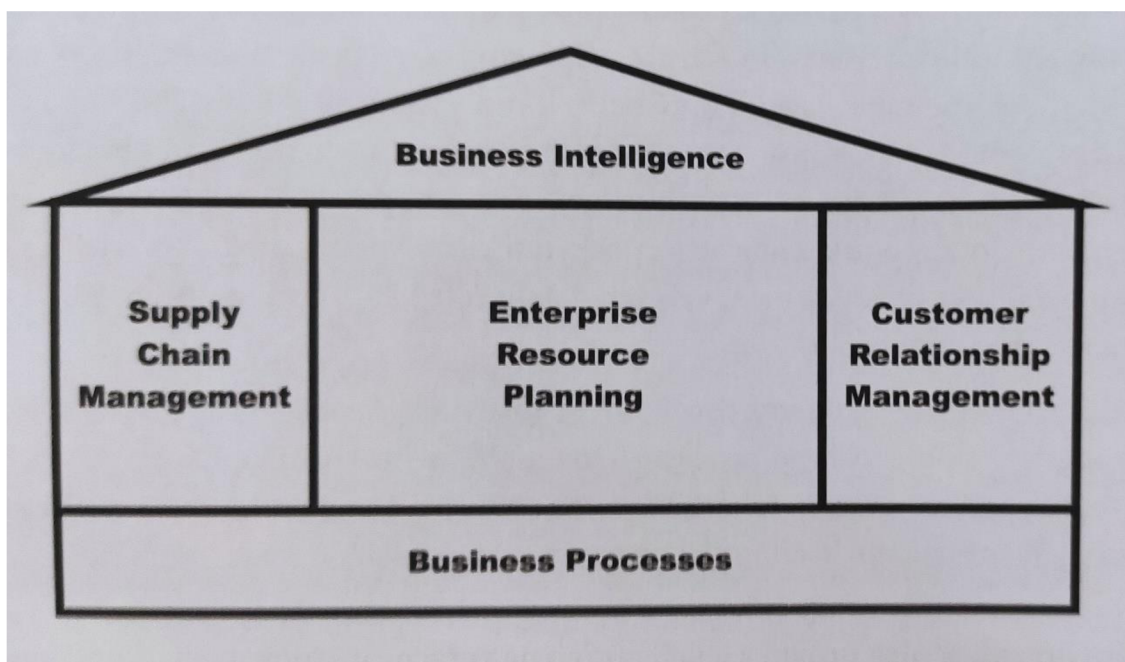 Business Intelligence
Supply
Chain
Management
Enterprise
Resource
Planning
Customer
Relationship
Management
Business Processes